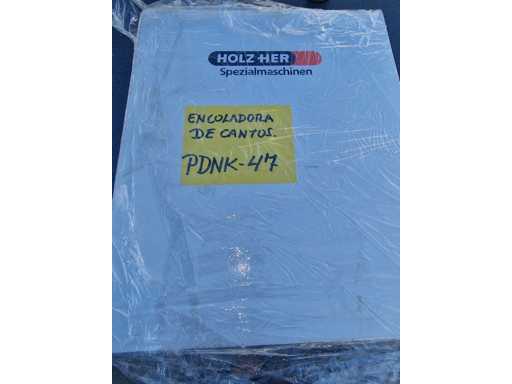 HOLZ-HER
Spezialmaschinen
ENCOLADORA
DE CANTOS.
PDNK-47